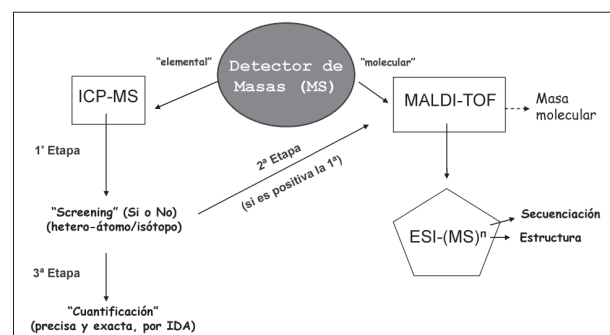 "elemental"
Detector de
Masas (MS)
"molecular"
ICP-MS
MALDI-TOF
Masa
molecular
1ª Etapa
2ª Etapa
(si es positiva la 1ª)
"Screening" (Si o No)
(hetero-átomo/isótopo)
ESI-(MS)ⁿ
Secuenciación
Estructura
3ª Etapa
"Cuantificación"
(precisa y exacta, por IDA)